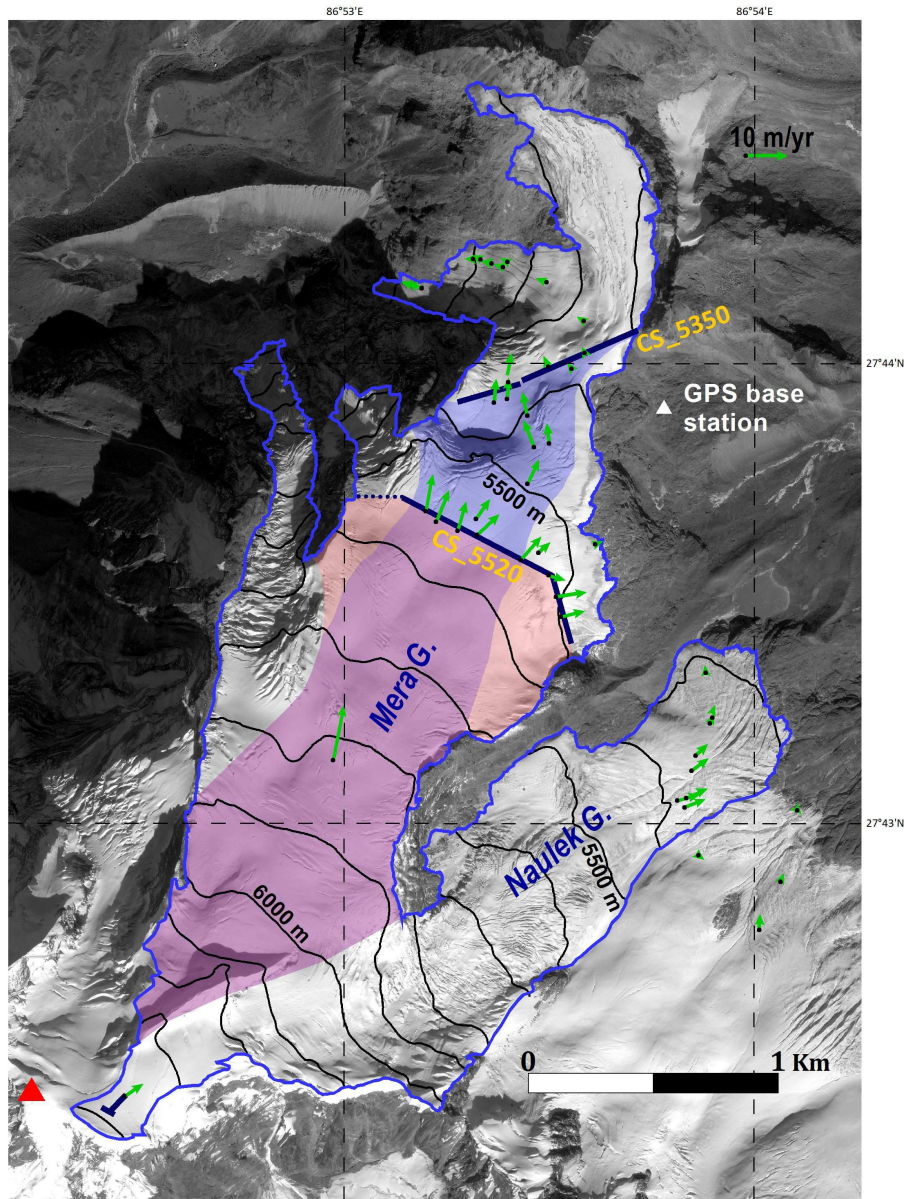 86°53'E
86°54'E
10 m/yr
CS_5350
27°44'N
GPS base
station
5500 m
CS_5520
Mera G.
27°43'N
Naulek G.
5500 m
6000 m
0
1 Km